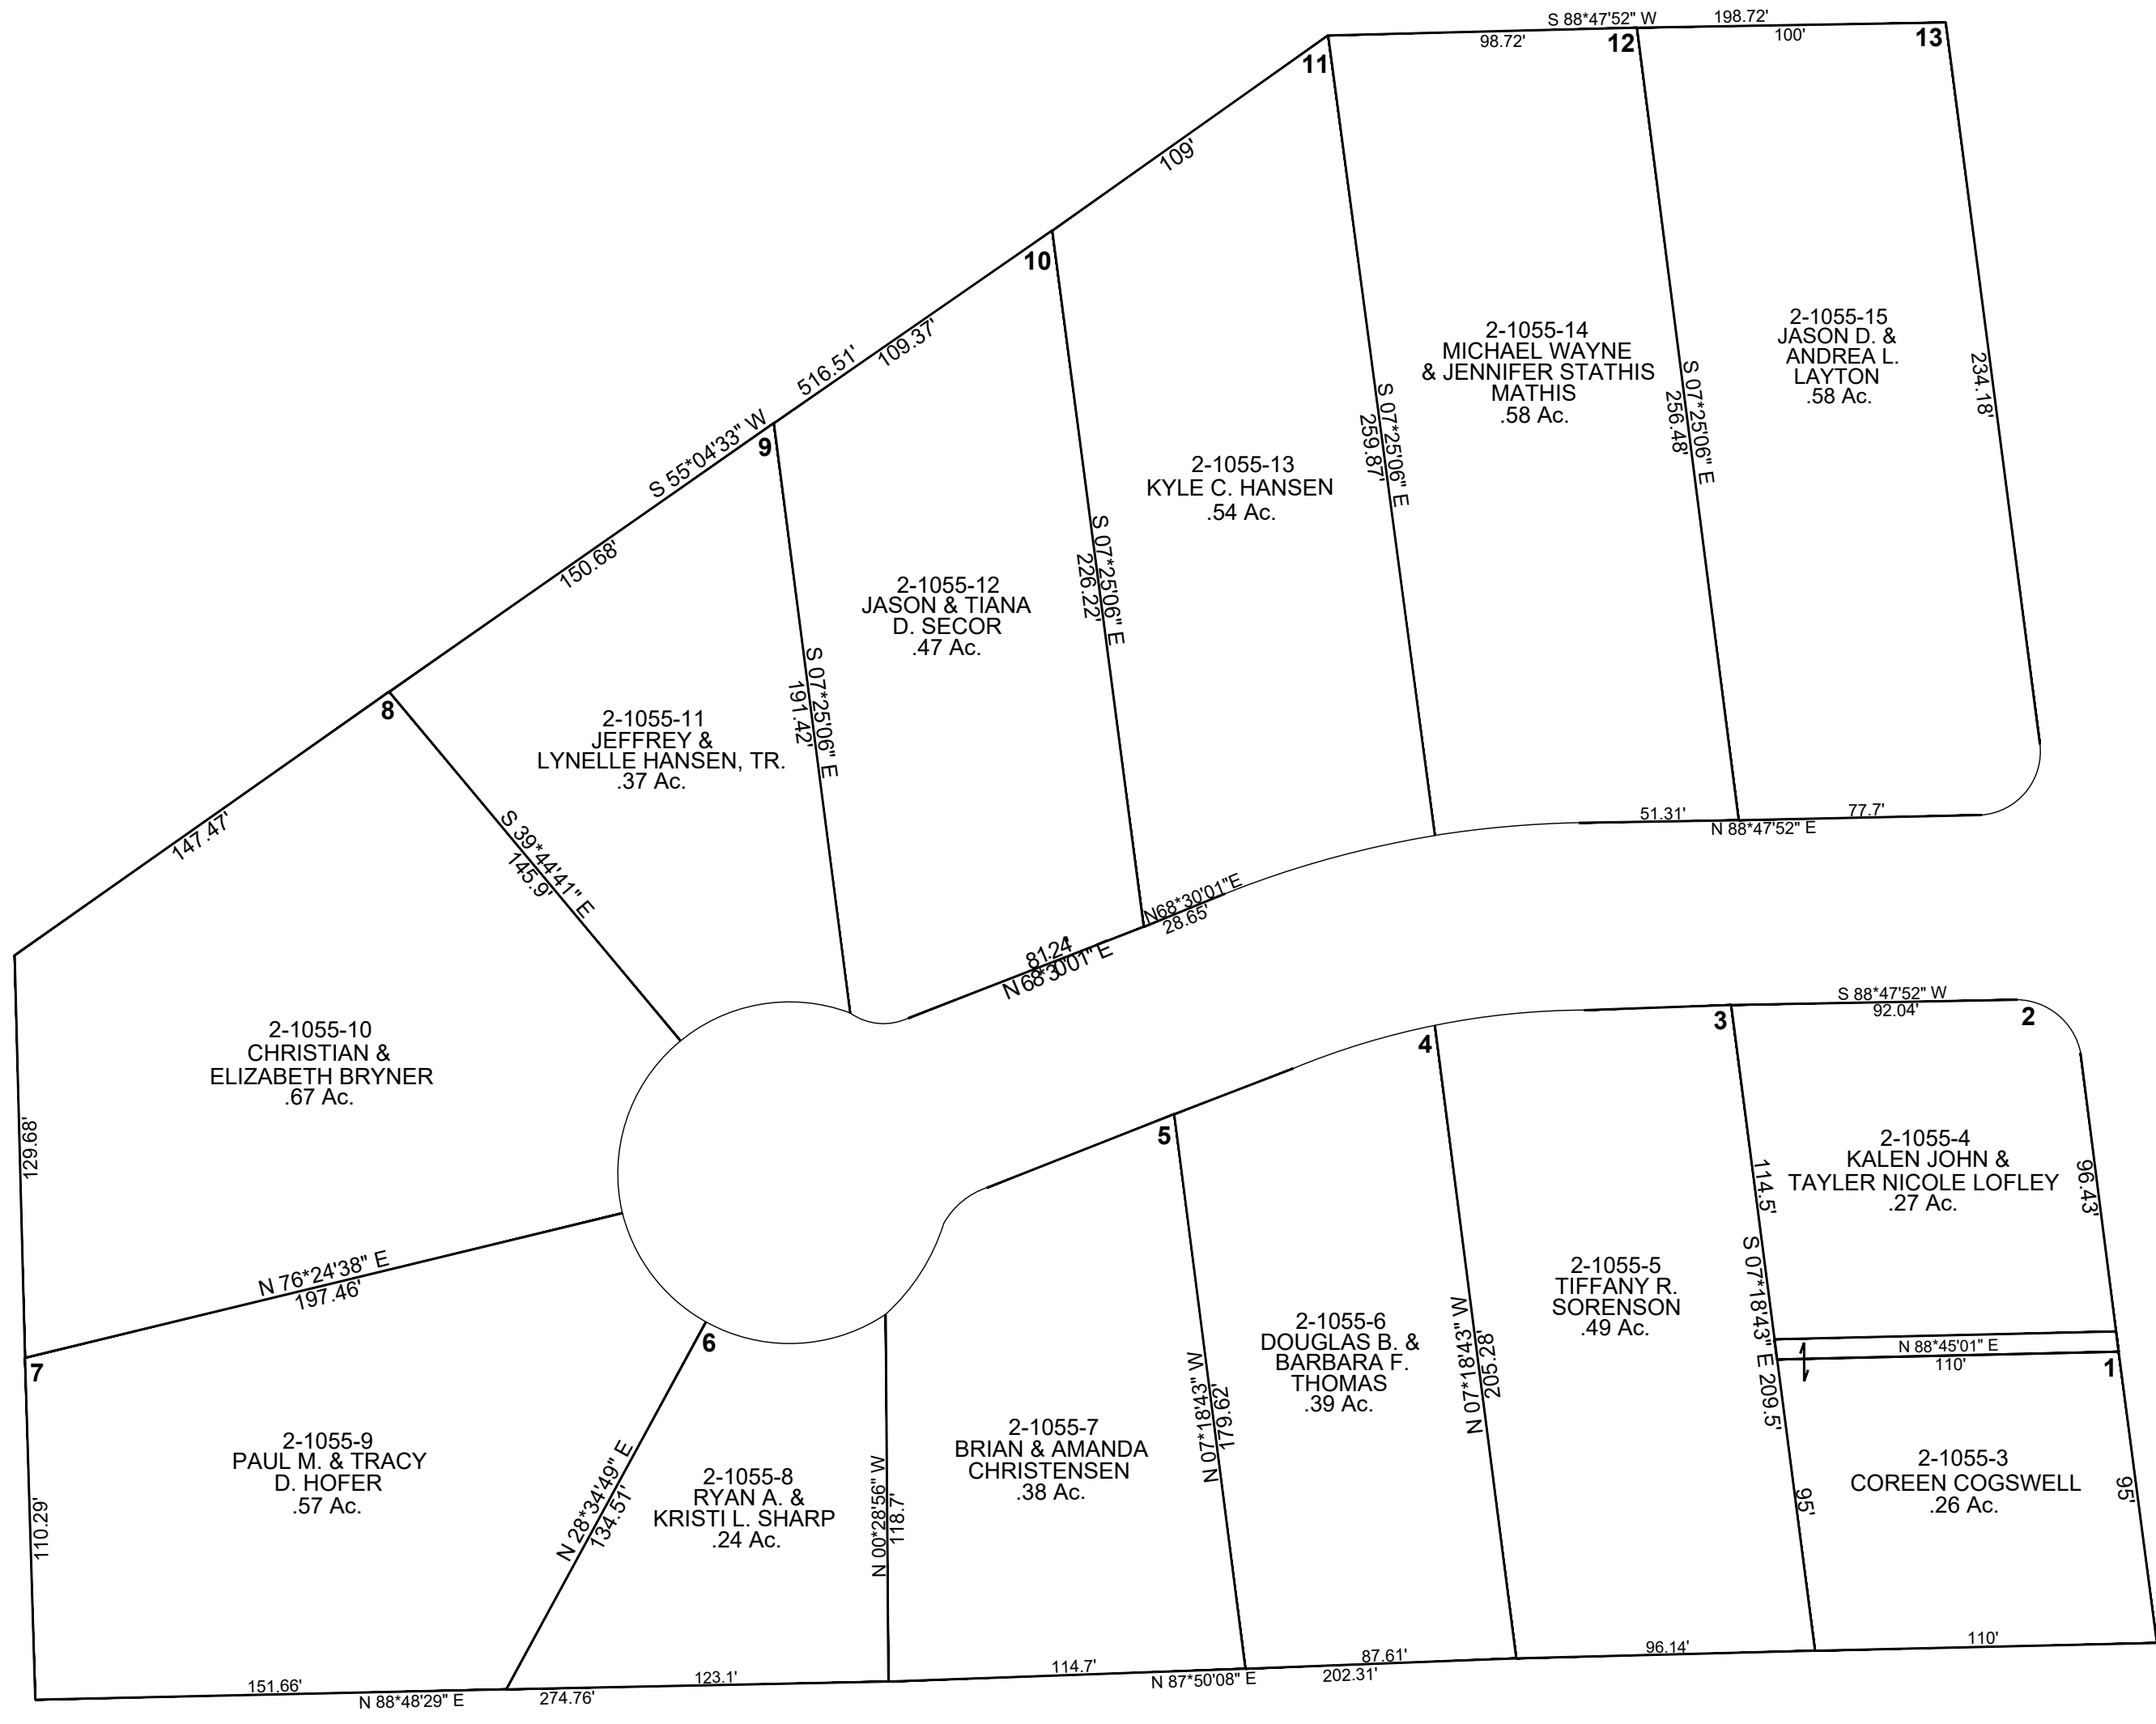 S 88*47'52" W
198.72'
98.72'
100'
11
12
13
109'
10
S 07*25'06" E
259.87'
2-1055-14
MICHAEL WAYNE
& JENNIFER STATHIS
MATHIS
.58 Ac.
S 07*25'06" E
256.48'
2-1055-15
JASON D. &
ANDREA L.
LAYTON
.58 Ac.
234.18'
516.51'
109.37'
S 55*04'33" W
9
2-1055-13
KYLE C. HANSEN
.54 Ac.
S 07*25'06" E
226.22'
150.68'
2-1055-12
JASON & TIANA
D. SECOR
.47 Ac.
S 07*25'06" E
191.42'
8
2-1055-11
JEFFREY &
LYNELLE HANSEN, TR.
.37 Ac.
147.47'
S 39*44'41" E
145.9'
51.31'
77.7'
N 88*47'52" E
N68*30'01"E
28.65'
81.24'
N 68*30'01" E
2-1055-10
CHRISTIAN &
ELIZABETH BRYNER
.67 Ac.
129.68'
S 88*47'52" W
92.04'
2
3
4
5
2-1055-4
KALEN JOHN &
TAYLER NICOLE LOFLEY
.27 Ac.
114.5'
96.43'
N 76*24'38" E
197.46'
S 07*18'43" E 209.5'
2-1055-5
TIFFANY R.
SORENSON
.49 Ac.
N 07*18'43" W
205.28'
2-1055-6
DOUGLAS B. &
BARBARA F.
THOMAS
.39 Ac.
N 07*18'43" W
179.62'
N 88*45'01" E
110'
1
6
7
2-1055-7
BRIAN & AMANDA
CHRISTENSEN
.38 Ac.
2-1055-3
COREEN COGSWELL
.26 Ac.
95'
95'
2-1055-9
PAUL M. & TRACY
D. HOFER
.57 Ac.
110.29'
N 28*34'49" E
134.51'
2-1055-8
RYAN A. &
KRISTI L. SHARP
.24 Ac.
N 00*28'56" W
118.7'
151.66'
N 88*48'29" E
274.76'
123.1'
114.7'
N 87*50'08" E
202.31'
87.61'
96.14'
110'